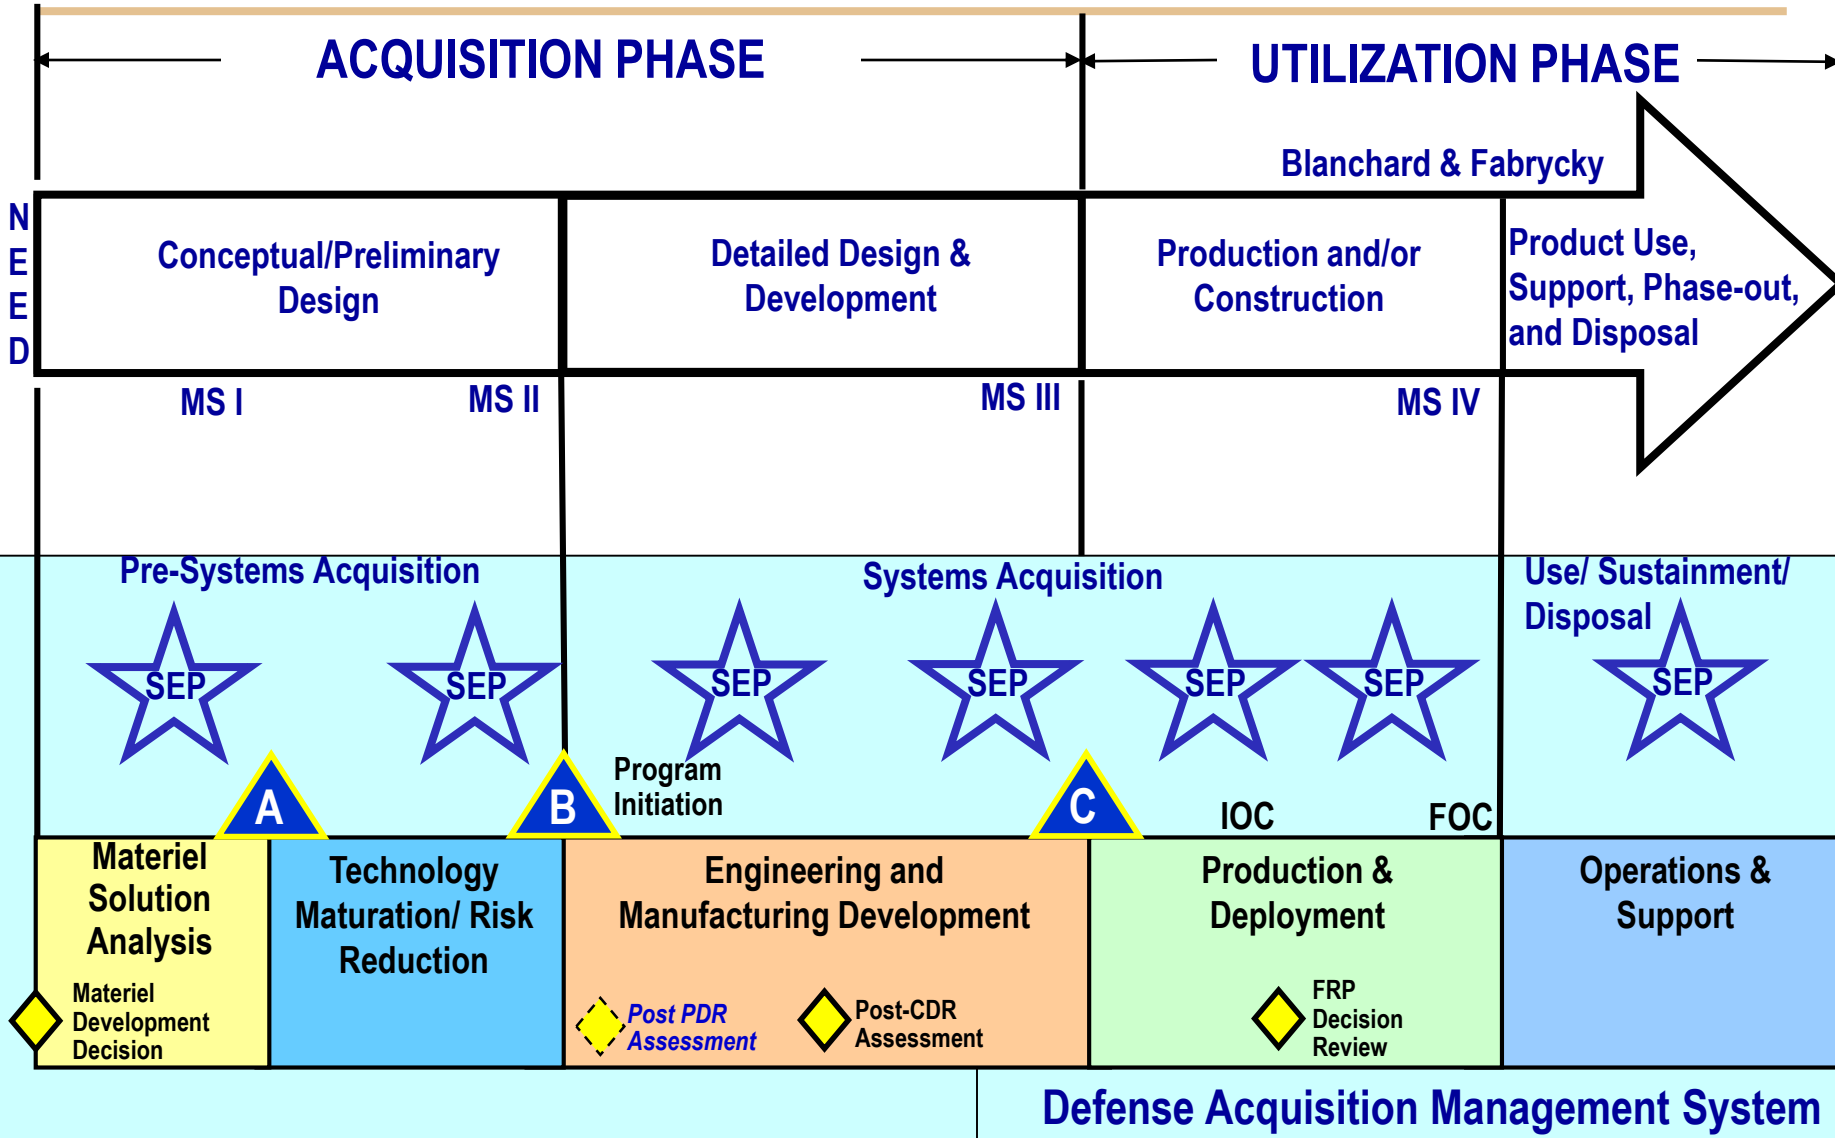 ACQUISITION PHASE
UTILIZATION PHASE
Blanchard & Fabrycky
N
E
E
D
Conceptual/Preliminary
Design
Detailed Design &
Development
Production and/or
Construction
Product Use,
Support, Phase-out,
and Disposal
MS I
MS II
MS III
MS IV
Pre-Systems Acquisition
Systems Acquisition
Use/ Sustainment/
Disposal
SEP
SEP
SEP
SEP
SEP
SEP
SEP
A
B
Program
Initiation
C
IOC
FOC
Materiel
Solution
Analysis
Technology
Maturation/ Risk
Reduction
Engineering and
Manufacturing Development
Production &
Deployment
Operations &
Support
Materiel
Development
Decision
Post PDR
Assessment
Post-CDR
Assessment
FRP
Decision
Review
Defense Acquisition Management System